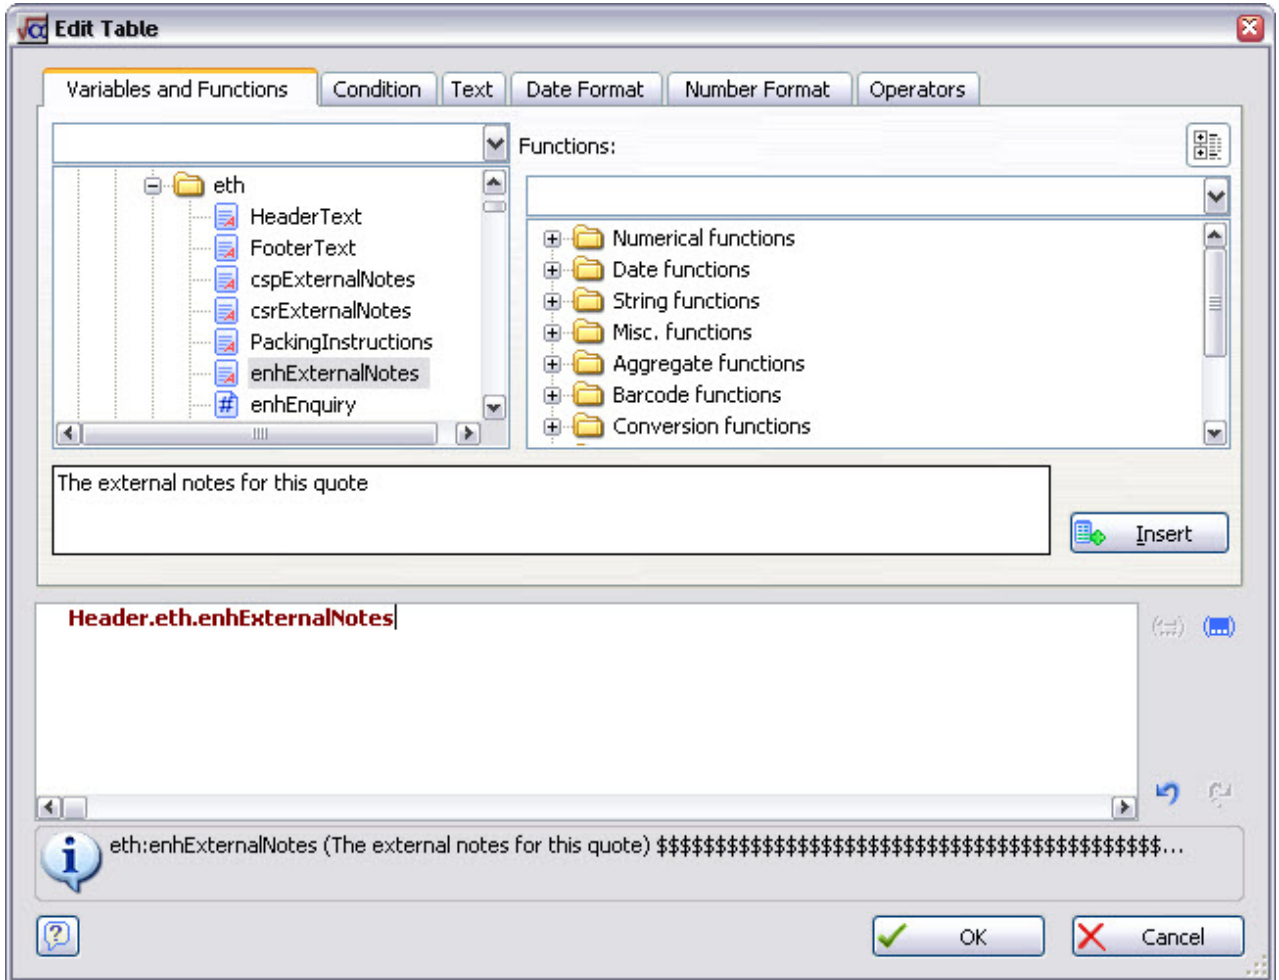 Edit Table
Variables and Functions Condition Text Date Format Number Format Operators
Functions:
eth
HeaderText
FooterText
cspExternalNotes
csrExternalNotes
PackingInstructions
enhExternalNotes
enhEnquiry
Numerical functions
Date functions
String functions
Misc. functions
Aggregate functions
Barcode functions
Conversion functions
The external notes for this quote
Insert
Header.eth.enhExternalNotes
eth:enhExternalNotes (The external notes for this quote) $$$$$$$$$$$$$$$$$$$$$$$$$$$$$$$$$$$$$$$$$$$...
OK Cancel